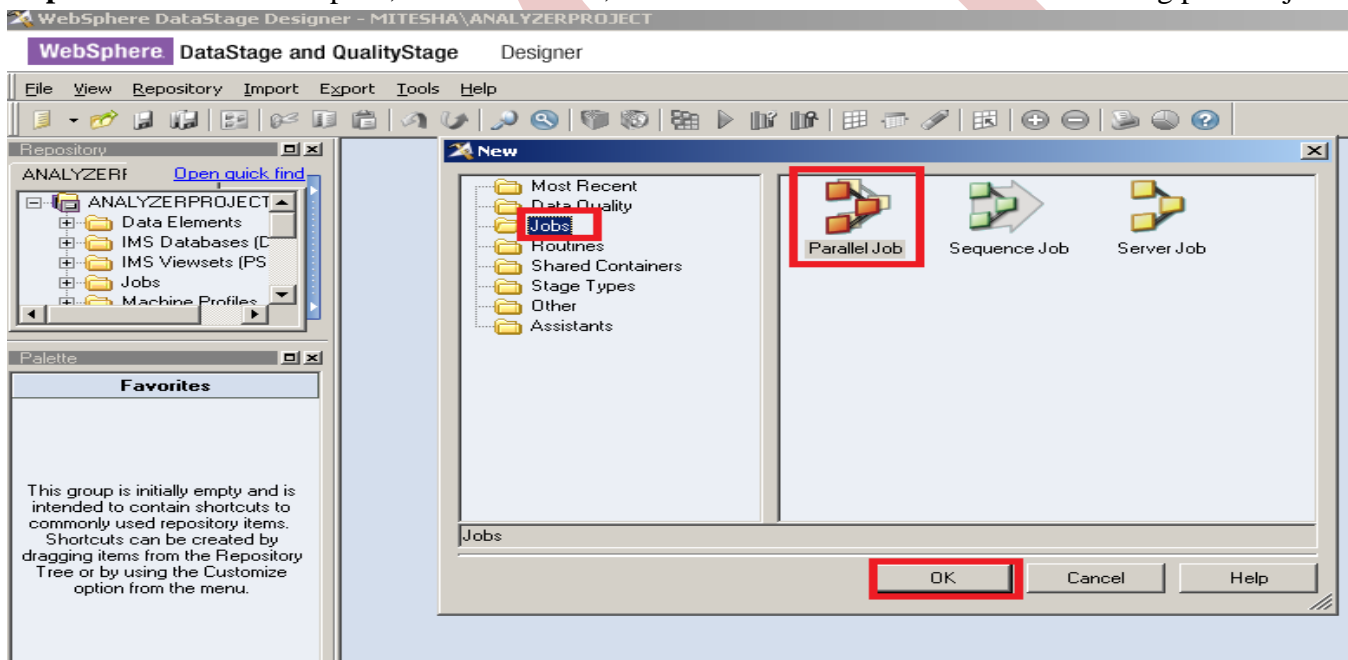 WebSphere DataStage Designer - MITESHA\ANALYZERPROJECT
WebSphere. DataStage and QualityStage Designer
File View Repository Import Export Tools Help
Repository
ANALYZERF Open quick find
ANALYZERPROJECT
Data Elements
IMS Databases (
IMS Viewsets (PS
Jobs
Machine Profiles
Palette
Favorites
This group is initially empty and is
intended to contain shortcuts to
commonly used repository items.
Shortcuts can be created by
dragging items from the Repository
Tree or by using the Customize
option from the menu.
New
Most Recent
Data Quality
Jobs
Routines
Shared Containers
Stage Types
Other
Assistants
Parallel Job Sequence Job Server Job
Jobs
OK Cancel Help